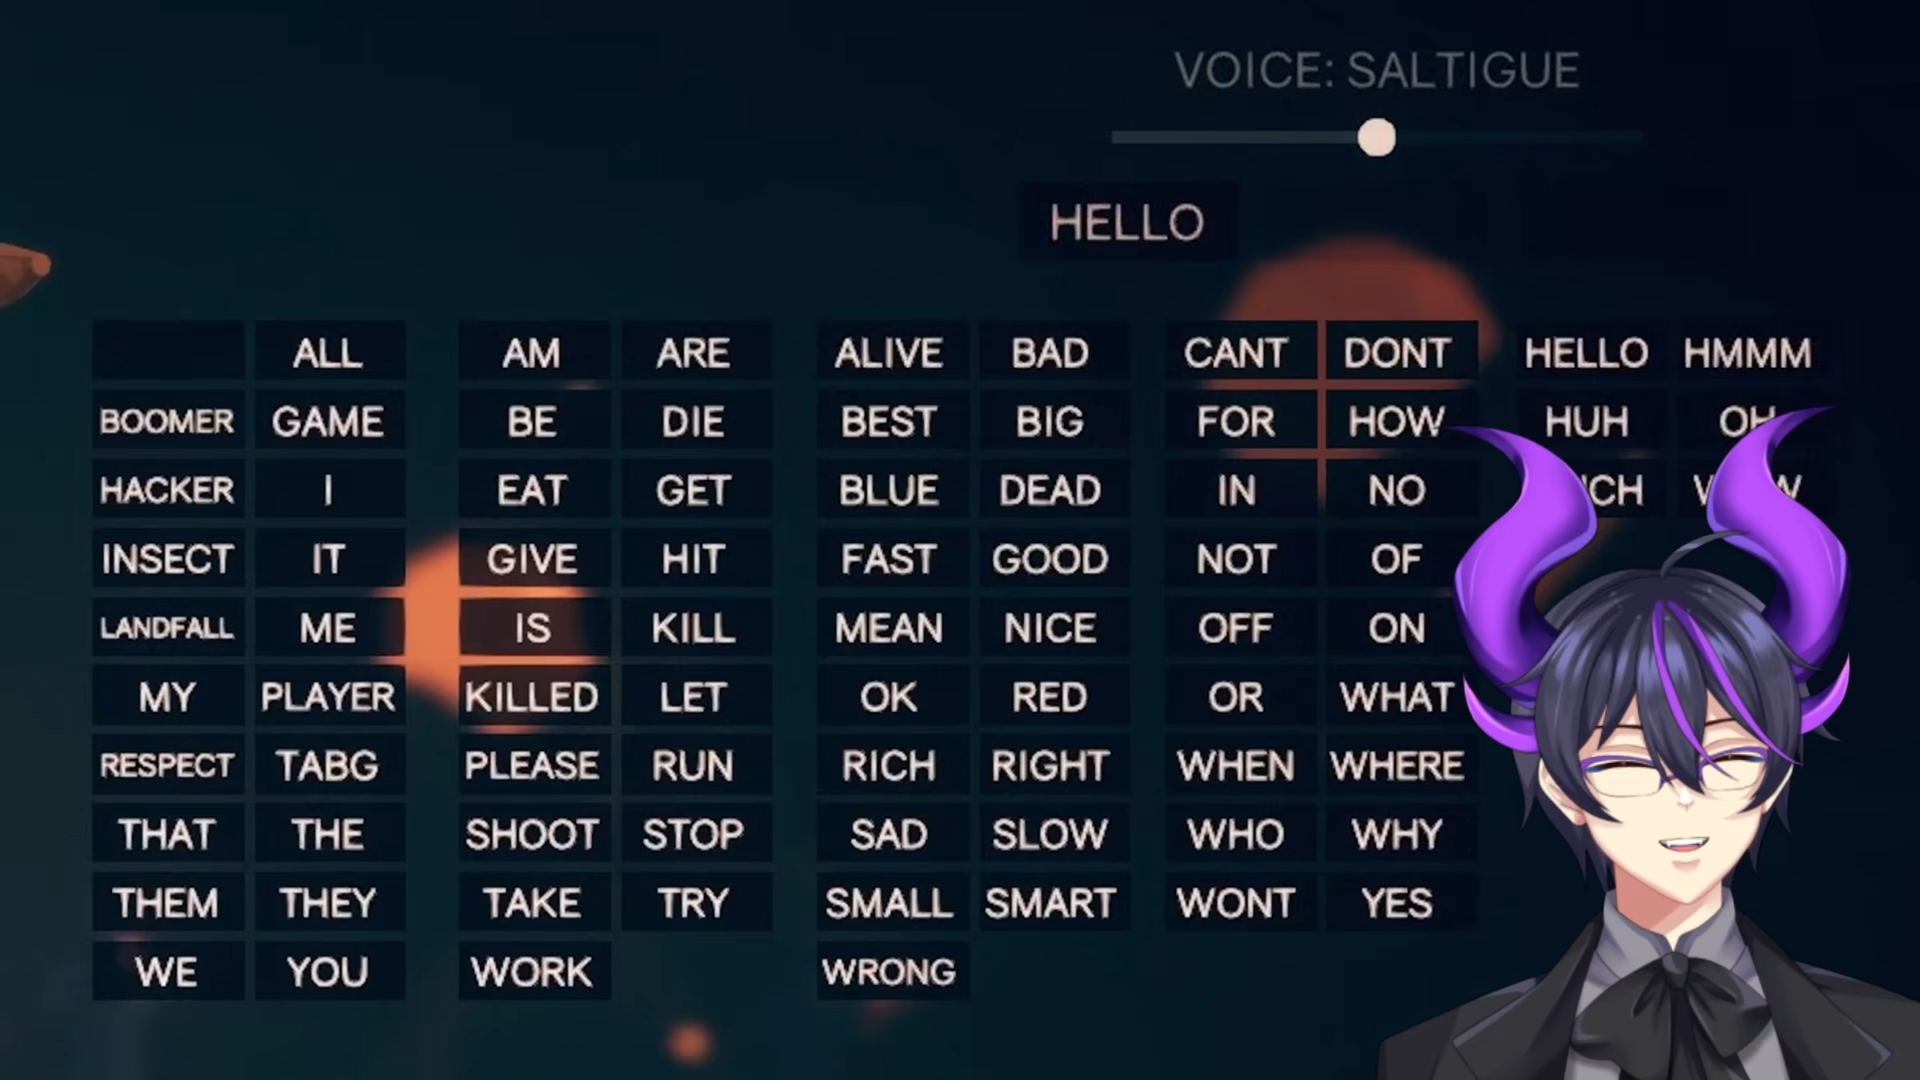 VOICE: SALTIGUE
HELLO
ALL AM ARE ALIVE BAD CANT DONT HELLO HMMM
BOOMER GAME BE DIE BEST BIG FOR HOW HUH OH
HACKER I EAT GET BLUE DEAD IN NO
INSECT IT GIVE HIT FAST GOOD NOT OF
LANDFALL ME IS KILL MEAN NICE OFF ON
MY PLAYER KILLED LET OK RED OR WHAT
RESPECT TABG PLEASE RUN RICH RIGHT WHEN WHERE
THAT THE SHOOT STOP SAD SLOW WHO WHY
THEM THEY TAKE TRY SMALL SMART WONT YES
WE YOU WORK WRONG